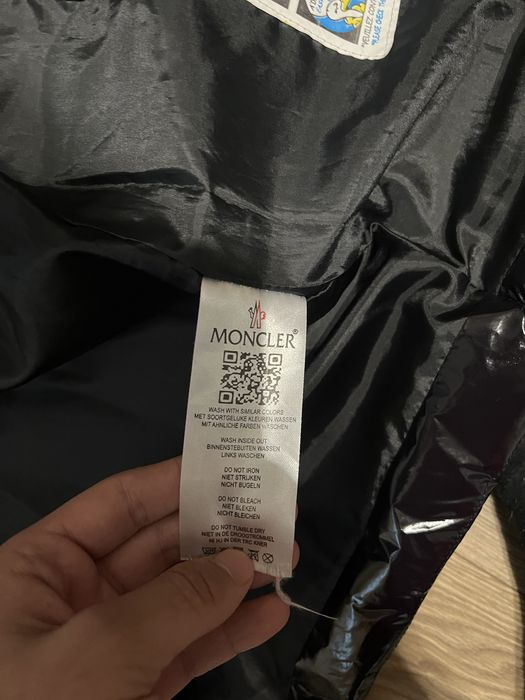 MONCLER®
WASH WITH SIMILAR COLORS
MET SOORTGELIJKE KLEUREN WASSEN
MIT AHNLICHE FARBEN WASCHEN
WASH INSIDE OUT
BINNENSTEBUITEN WASSEN
LINKS WASCHEN
DO NOT IRON
NIET STRIJKEN
NICHT BUGELN
DO NOT BLEACH
NIET BLEKEN
NICHT BLEICHEN
DO NOT TUMBLE DRY
NIET IN DE DROOGTROMMEL